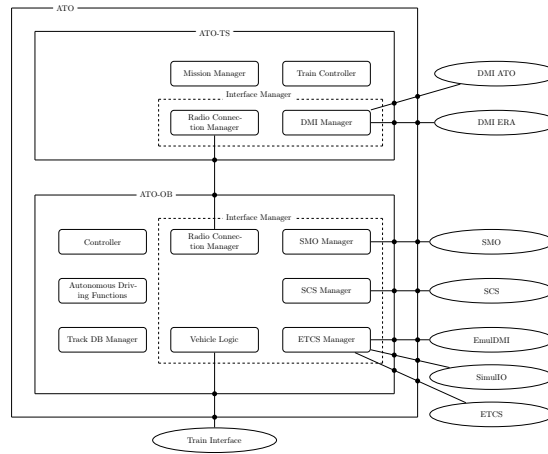 ATO
ATO-TS
Mission Manager
Train Controller
DMI ATO
Interface Manager
Radio Connec-
tion Manager
DMI Manager
DMI ERA
ATO-OB
Interface Manager
Controller
Radio Connec-
tion Manager
SMO Manager
SMO
Autonomous Driv-
ing Functions
SCS Manager
SCS
Track DB Manager
Vehicle Logic
ETCS Manager
EmulDMI
SimulIO
ETCS
Train Interface